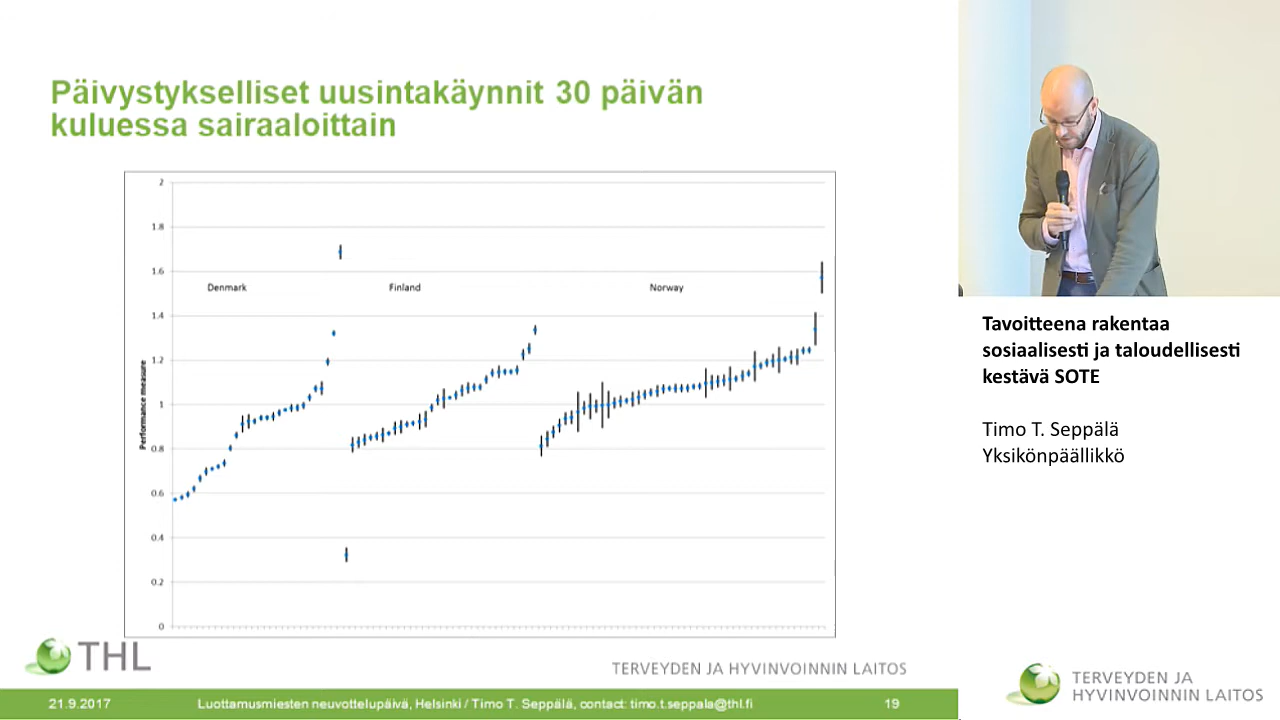 Päivystykselliset uusintakäynnit 30 päivän
kuluessa sairaaloittain
2
1.8
1.6
1.4
1.2
1
0.8
0.6
0.4
0.2
0
Performance measure
Denmark
Finland
Norway
THL
TERVEYDEN JA HYVINVOINNIN LAITOS
21.9.2017
Luottamusmiesten neuvottelupäivä, Helsinki / Timo T. Seppälä, contact: timo.t.seppala@thl.fi
19
Tavoitteena rakentaa
sosiaalisesti ja taloudellisesti
kestävä SOTE
Timo T. Seppälä
Yksikönpäällikkö
TERVEYDEN JA
HYVINVOINNIN LAITOS